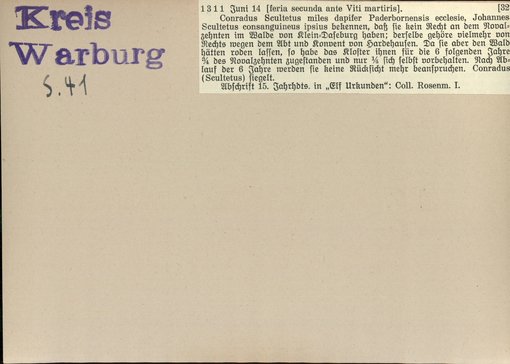 Kreis
Warburg
S. 41
1311 Juni 14 [feria secunda ante Viti martiris]. [32
Conradus Scultetus miles dapifer Paderbornensis ecclesie, Johannes
Scultetus consanguineus ipsius bekennen, daß sie kein Recht an dem Noval-
zehnten im Walde von Klein-Daseburg haben; derselbe gehöre vielmehr von
Rechts wegen dem Abt und Konvent von Hardehausen. Da sie aber den Wald
hätten roden lassen, so habe das Kloster ihnen für die 6 folgenden Jahre
des Novalzehnten zugestanden und nur sich selbst vorbehalten. Nach Ab-
lauf der 6 Jahre werden sie keine Rücksicht mehr beanspruchen. Conradus
(Scultetus) siegelt.
Abschrift 15. Jahrhdts. in „Elf Urkunden“: Coll. Rosenm. I.